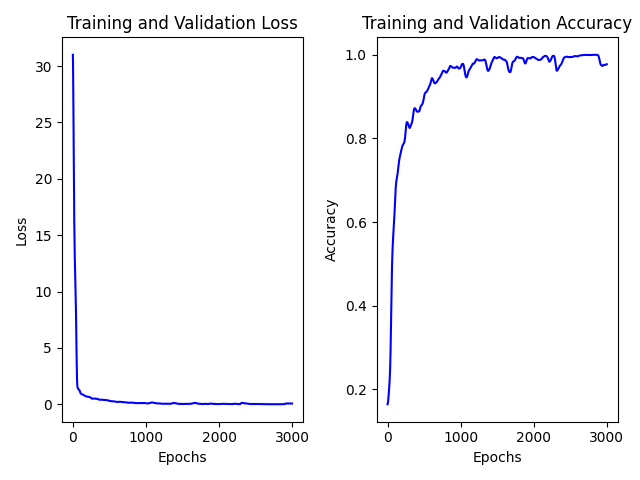 Training and Validation Loss
30
25
20
15
10
5
0
Loss
0 1000 2000 3000
Epochs
Training and Validation Accuracy
1.0
0.8
0.6
0.4
0.2
Accuracy
0 1000 2000 3000
Epochs